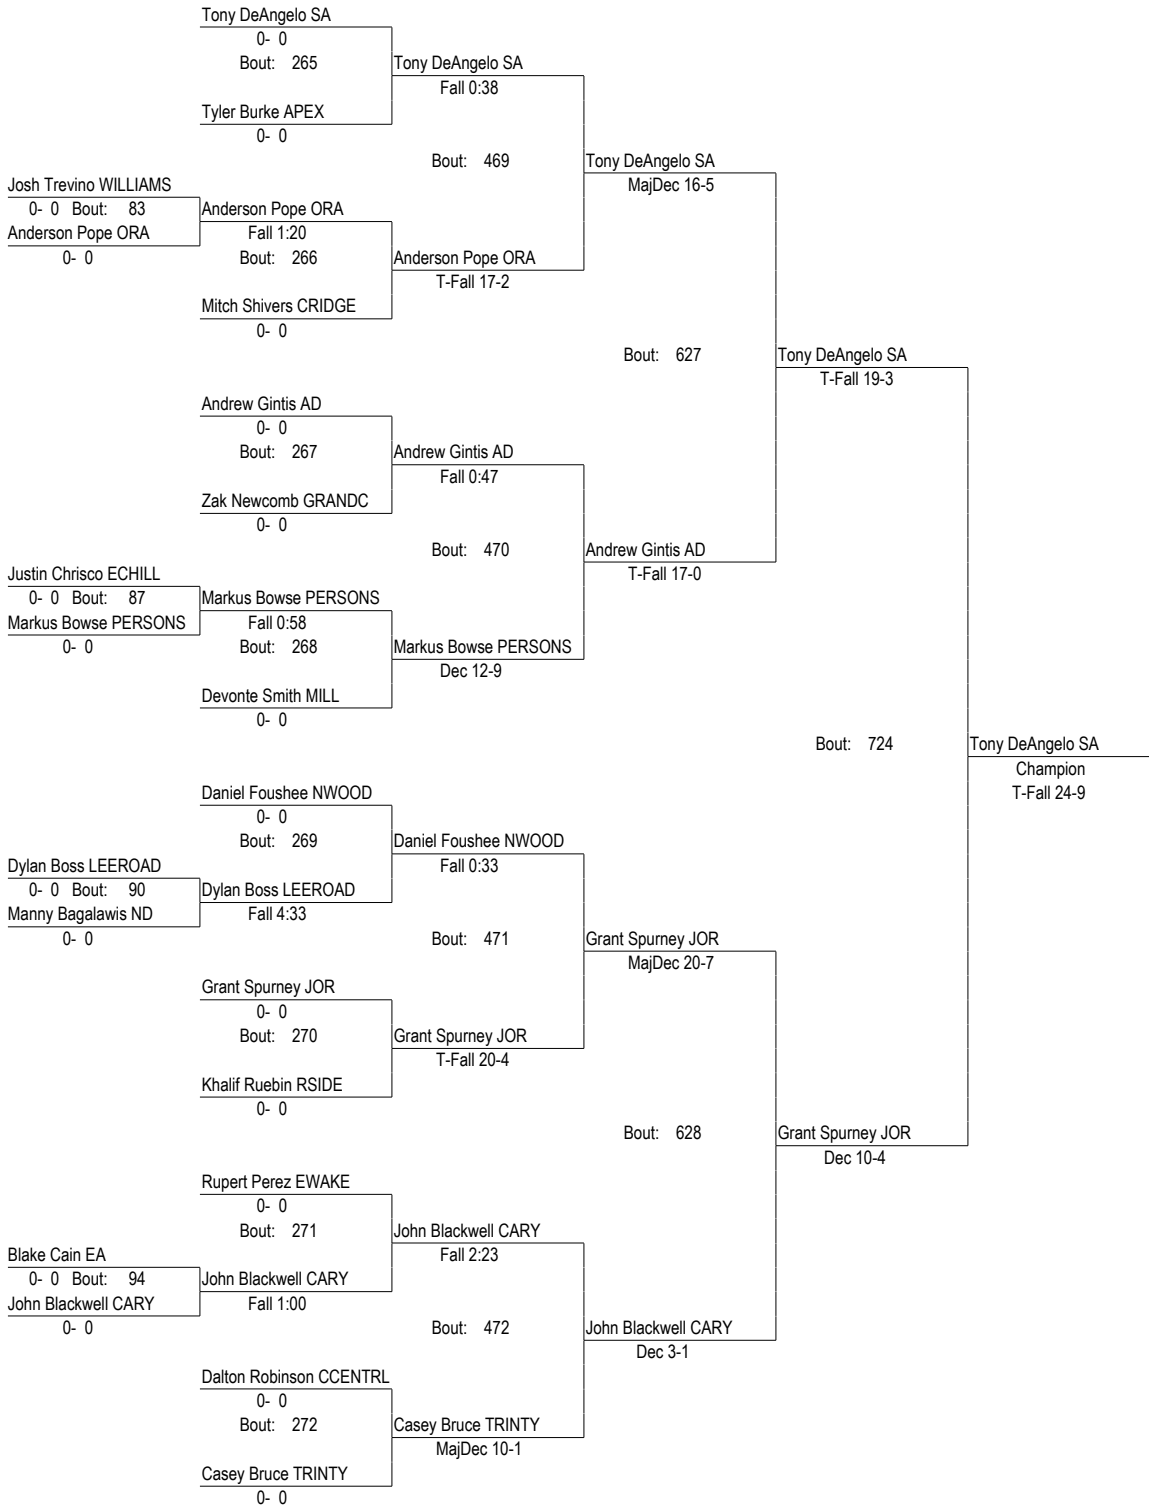 Tony DeAngelo SA
0- 0
Bout: 265
Tony DeAngelo SA
Fall 0:38
Tyler Burke APEX
0- 0
Bout: 469
Tony DeAngelo SA
MajDec 16-5
Josh Trevino WILLIAMS
0- 0 Bout: 83
Anderson Pope ORA
0- 0
Anderson Pope ORA
Fall 1:20
Bout: 266
Anderson Pope ORA
T-Fall 17-2
Mitch Shivers CRIDGE
0- 0
Bout: 627
Tony DeAngelo SA
T-Fall 19-3
Andrew Gintis AD
0- 0
Bout: 267
Andrew Gintis AD
Fall 0:47
Zak Newcomb GRANDC
0- 0
Bout: 470
Andrew Gintis AD
T-Fall 17-0
Justin Chrisco ECHILL
0- 0 Bout: 87
Markus Bowse PERSONS
0- 0
Markus Bowse PERSONS
Fall 0:58
Bout: 268
Markus Bowse PERSONS
Dec 12-9
Devonte Smith MILL
0- 0
Bout: 724
Tony DeAngelo SA
Champion
T-Fall 24-9
Daniel Foushee NWOOD
0- 0
Bout: 269
Daniel Foushee NWOOD
Fall 0:33
Dylan Boss LEEROAD
0- 0 Bout: 90
Manny Bagalawis ND
0- 0
Dylan Boss LEEROAD
Fall 4:33
Bout: 471
Grant Spurney JOR
MajDec 20-7
Grant Spurney JOR
0- 0
Bout: 270
Grant Spurney JOR
T-Fall 20-4
Khalif Ruebin RSIDE
0- 0
Bout: 628
Grant Spurney JOR
Dec 10-4
Rupert Perez EWAKE
0- 0
Bout: 271
John Blackwell CARY
Fall 2:23
Blake Cain EA
0- 0 Bout: 94
John Blackwell CARY
0- 0
John Blackwell CARY
Fall 1:00
Bout: 472
John Blackwell CARY
Dec 3-1
Dalton Robinson CCENTRL
0- 0
Bout: 272
Casey Bruce TRINTY
MajDec 10-1
Casey Bruce TRINTY
0- 0